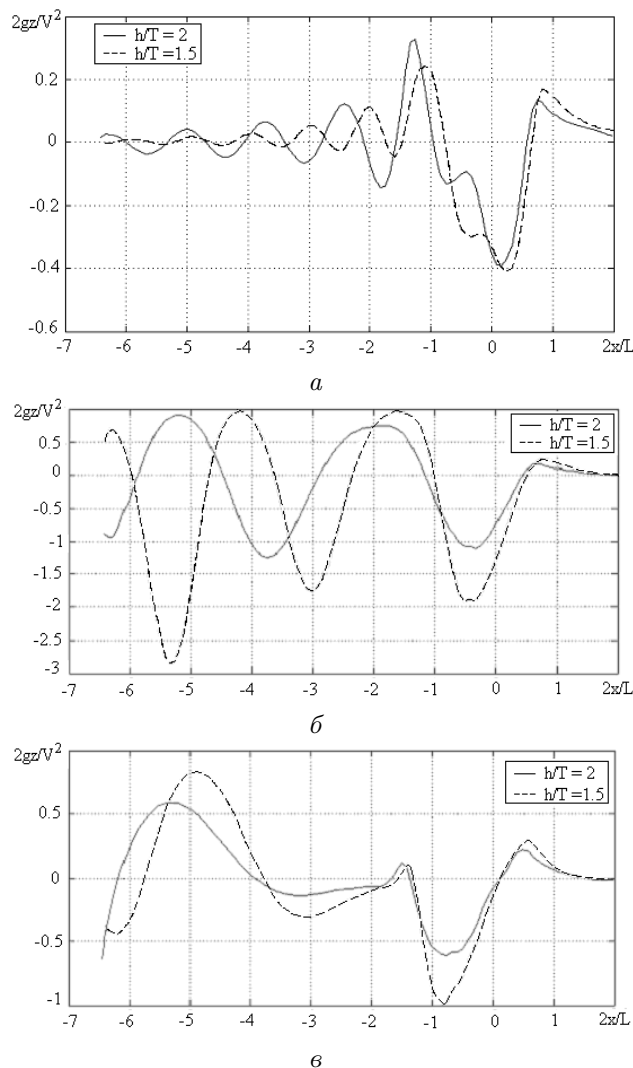 2gz/V²
h/T = 2
h/T =1.5
0.2
0
-0.2
-0.4
-0.6
-7 -6 -5 -4 -3 -2 -1 0 2x/L
а
2gz/V²
h/T = 2
h/T =1.5
0.5
0
-0.5
-1
-1.5
-2
-2.5
-3
-7 -6 -5 -4 -3 -2 -1 0 1 2x/L
б
2gz/V²
h/T = 2
h/T =1.5
0.5
0
-0.5
-1
-7 -6 -5 -4 -3 -2 -1 0 1 2x/L
в